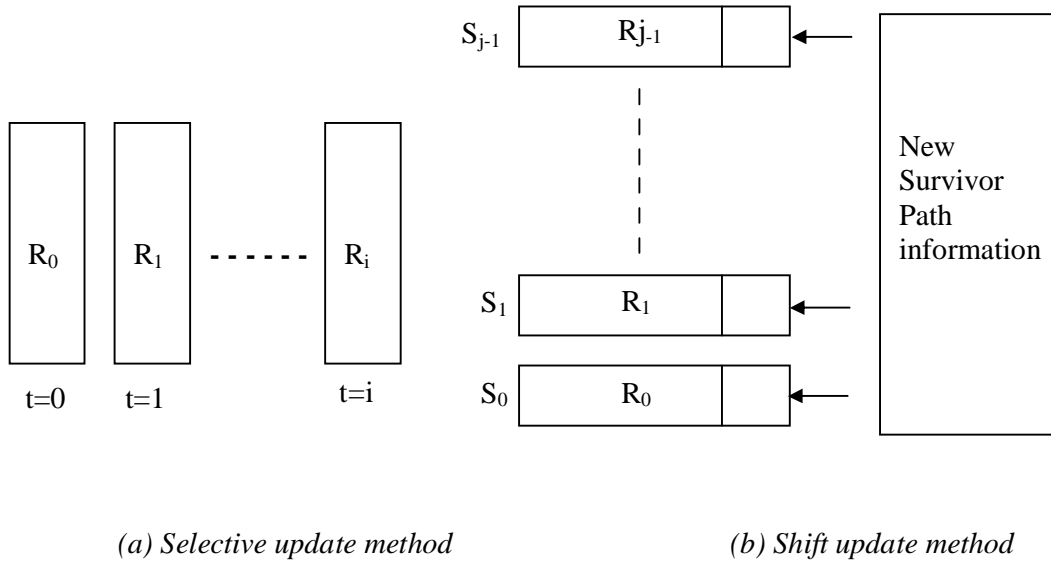 R₀
R₁
Rᵢ
t=0
t=1
t=i
(a) Selective update method
Sⱼ₋₁
Rj₋₁
S₁
R₁
S₀
R₀
New
Survivor
Path
information
(b) Shift update method